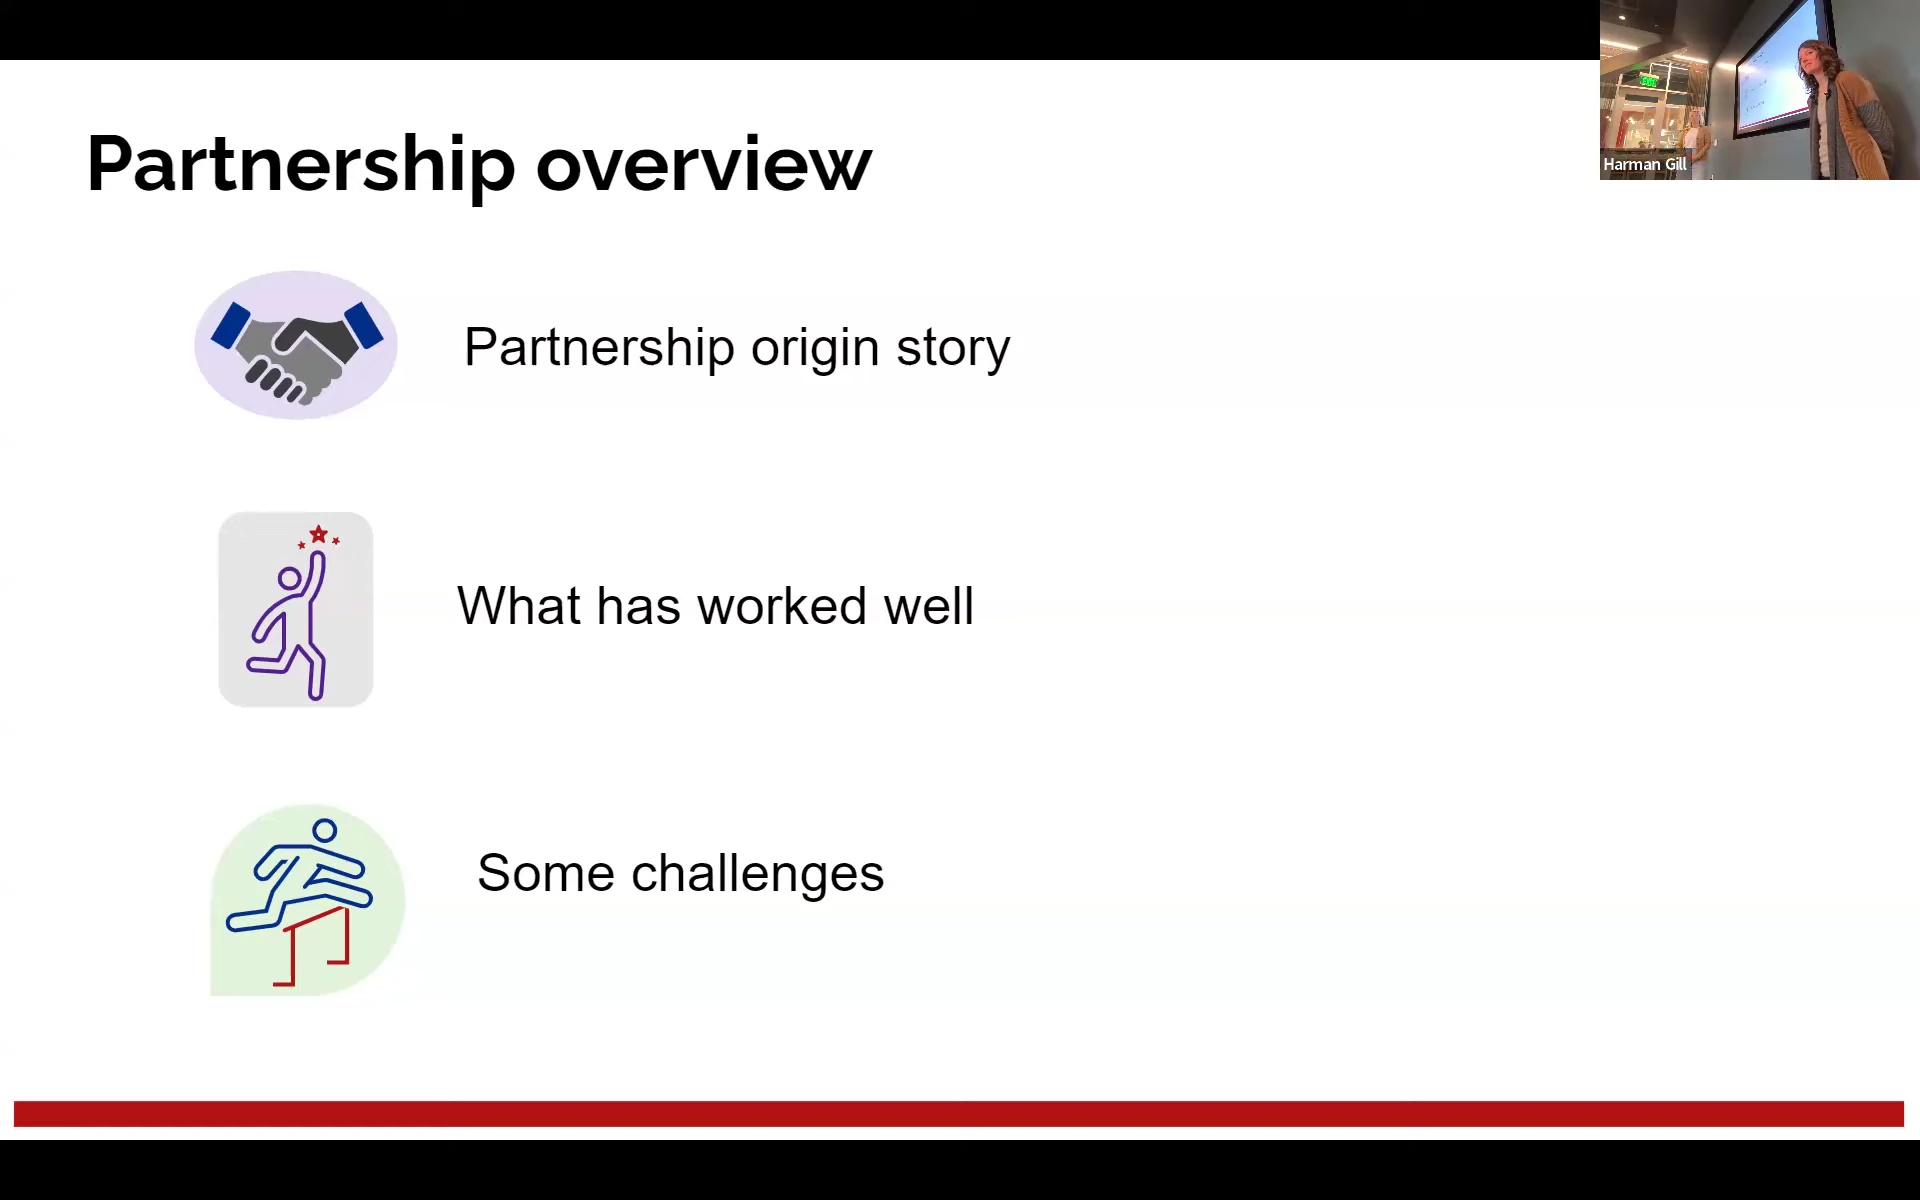 Partnership overview
Harman Gill
Partnership origin story
What has worked well
Some challenges